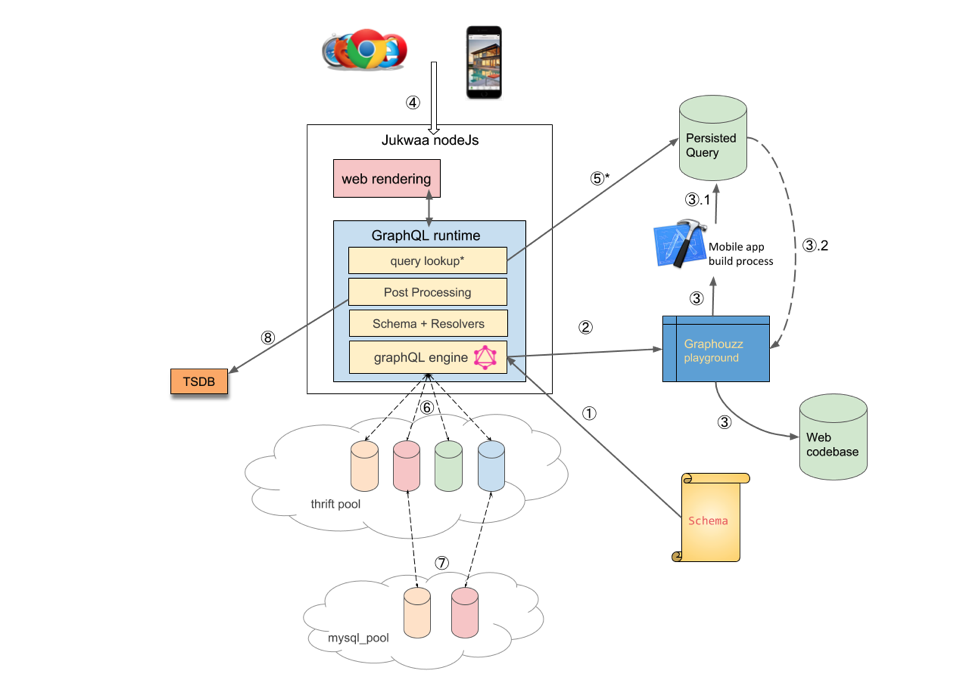 ④
Jukwaa nodeJs
web rendering
GraphQL runtime
query lookup*
Post Processing
Schema + Resolvers
graphQL engine
⑤*
Persisted
Query
③.1
③.2
Mobile app
build process
③
②
Graphouzz
playground
⑧
TSDB
①
③
Web
codebase
⑥
thrift pool
Schema
⑦
mysql_pool